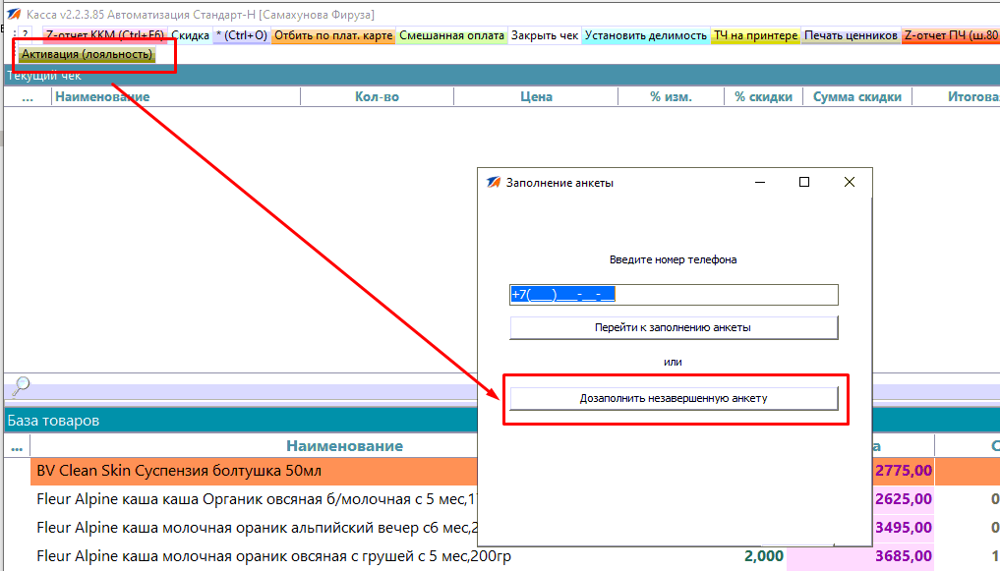 Касса v2.2.3.85 Автоматизация Стандарт-Н [Самахунова Фируза]
? Z-отчет ККМ (Ctrl+F6) Скидка * (Ctrl+O) Отбить по плат. карте Смешанная оплата Закрыть чек Установить делимость ТЧ на принтере Печать ценников Z-отчет ПЧ (ш.80
Активация (лояльность)
Текущий чек
... Наименование Кол-во Цена % изм. % скидки Сумма скидки Итогова
Заполнение анкеты
Введите номер телефона
+7(___)___-__-__
Перейти к заполнению анкеты
или
Дозаполнить незавершенную анкету
База товаров
... Наименование а С
BV Clean Skin Суспензия болтушка 50мл 2775,00
Fleur Alpine каша каша Органик овсяная б/молочная с 5 мес,1 2625,00 0
Fleur Alpine каша молочная ораник альпийский вечер с6 мес,2 3495,00 0
Fleur Alpine каша молочная ораник овсяная с грушей с 5 мес,200гр 2,000 3685,00 1